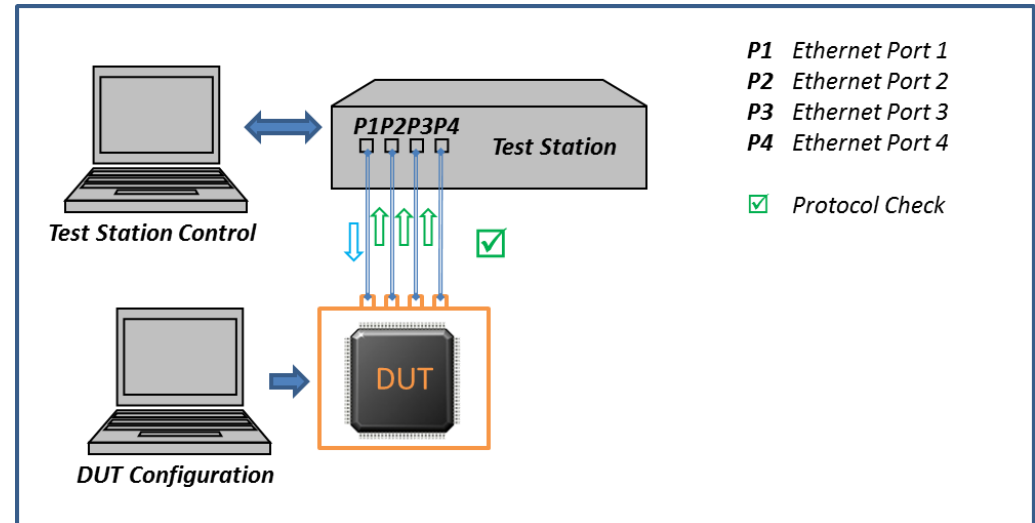 P1 Ethernet Port 1
P2 Ethernet Port 2
P3 Ethernet Port 3
P4 Ethernet Port 4
Protocol Check
P1P2P3P4
Test Station
Test Station Control
DUT
DUT Configuration